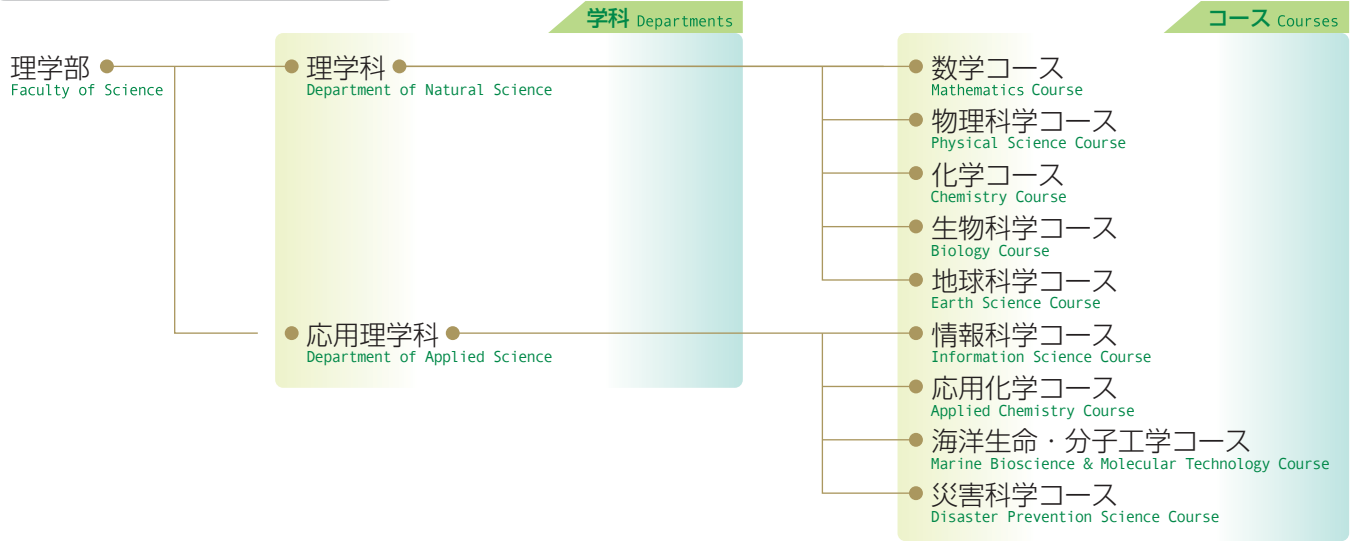 学科 Departments
コース Courses
理学部
Faculty of Science
理学科
Department of Natural Science
数学コース
Mathematics Course
物理科学コース
Physical Science Course
化学コース
Chemistry Course
生物科学コース
Biology Course
地球科学コース
Earth Science Course
応用理学科
Department of Applied Science
情報科学コース
Information Science Course
応用化学コース
Applied Chemistry Course
海洋生命・分子工学コース
Marine Bioscience & Molecular Technology Course
災害科学コース
Disaster Prevention Science Course